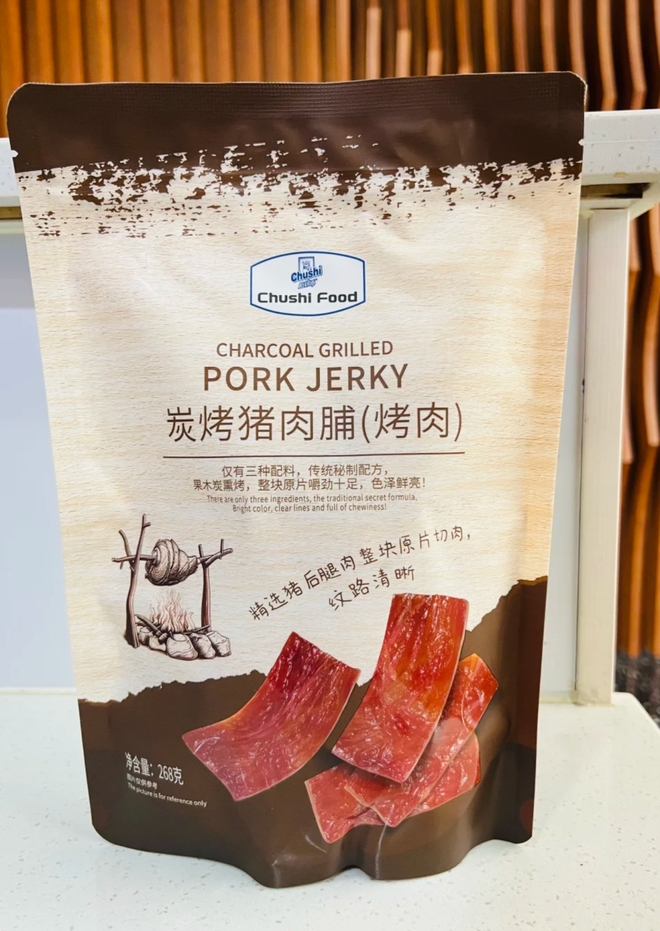 Chushi
Chushi Food
CHARCOAL GRILLED
PORK JERKY
炭烤猪肉脯(烤肉)
仅有三种配料，传统秘制配方，
果木炭熏烤，整块原片嚼劲十足，色泽鲜亮！
There are only three ingredients, the traditional secret formula,
Bright color, clear lines and full of chewiness!
精选猪后腿肉整块原片切肉，
纹路清晰
净含量：268克
图片仅供参考
The picture is for reference only